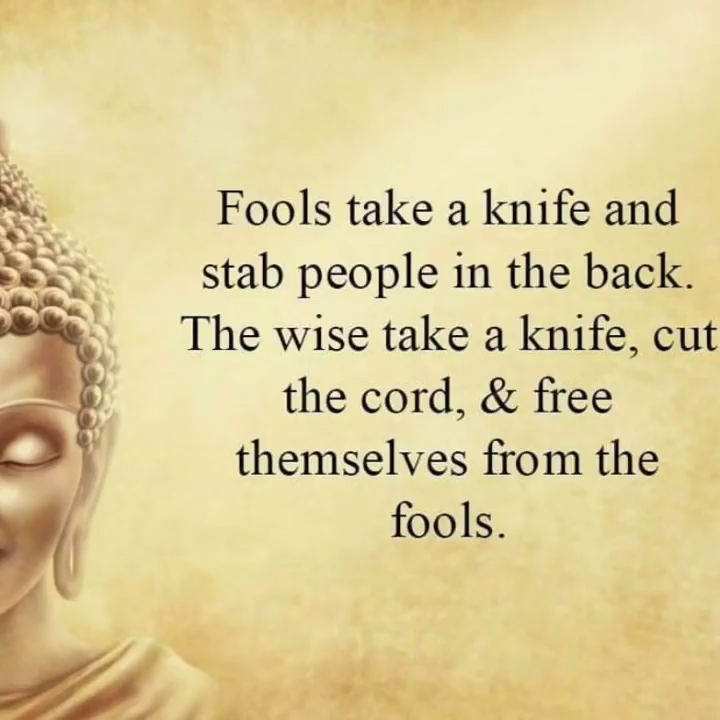 Fools take a knife and
stab people in the back.
The wise take a knife, cut
the cord, & free
themselves from the
fools.